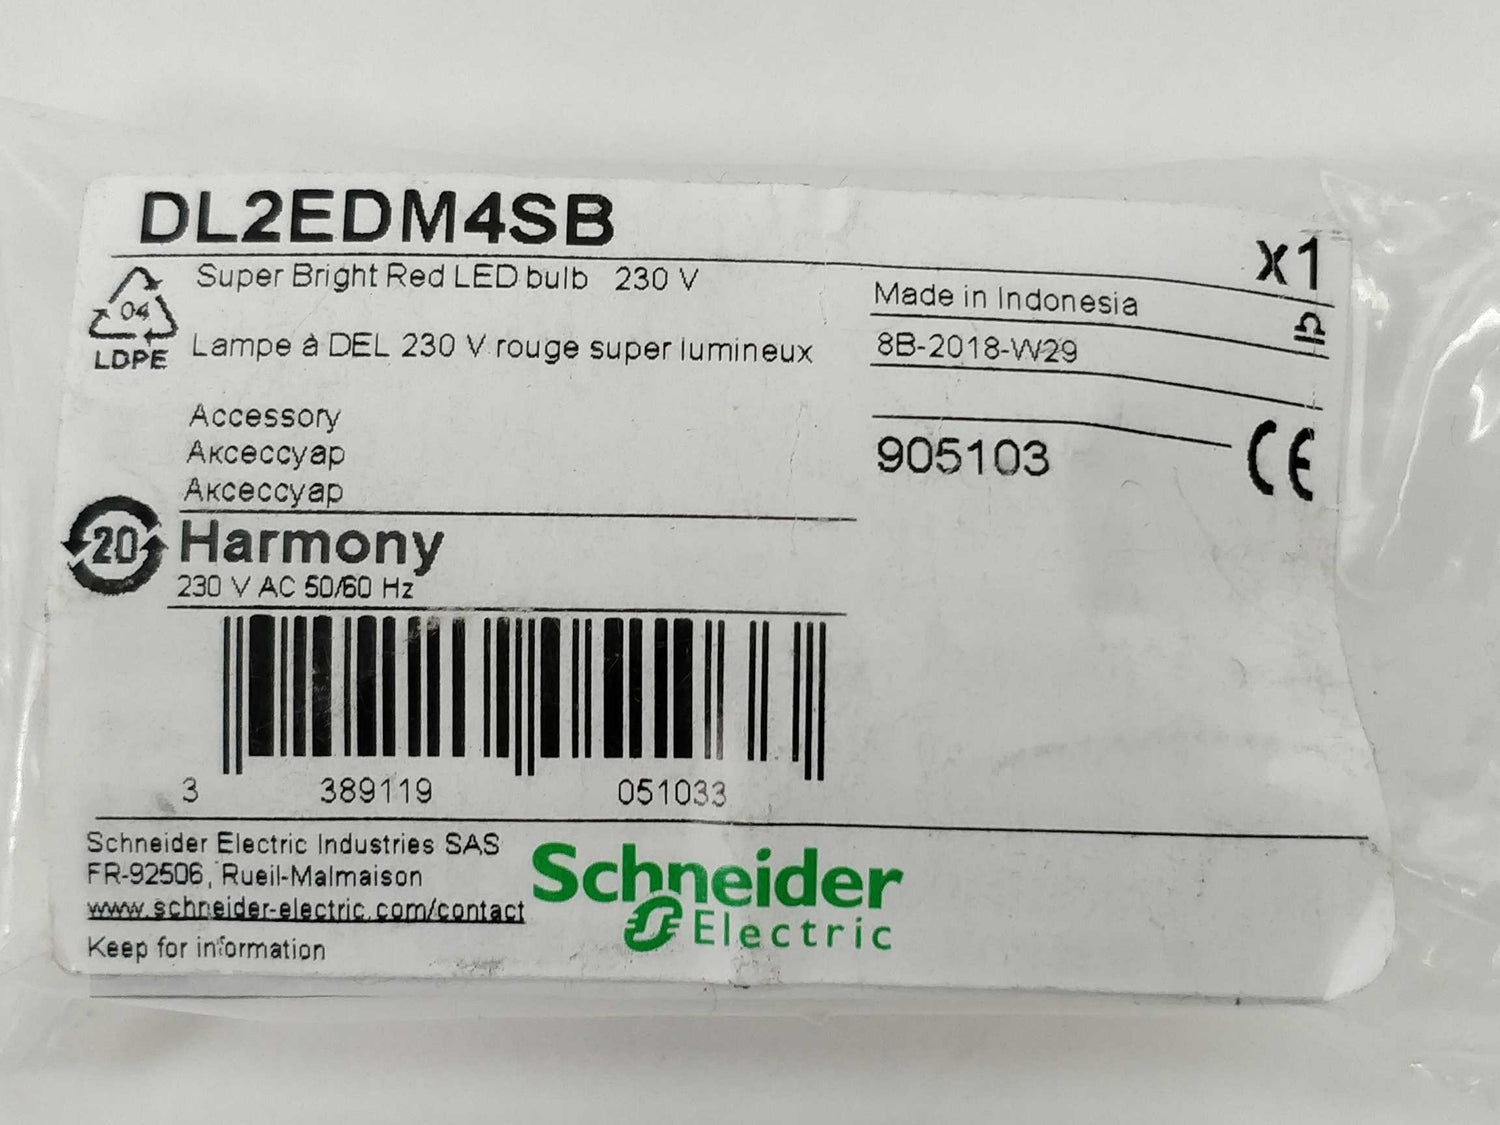 DL2EDM4SB
x1
Super Bright Red LED bulb 230 V
04
LDPE
Lampe à DEL 230 V rouge super lumineux
Made in Indonesia
8B-2018-W29
Accessory
Аксессуар
Аксессуар
905103
CE
20
Harmony
230 V AC 50/60 Hz
3 389119 051033
Schneider Electric Industries SAS
FR-92506, Rueil-Malmaison
www.schneider-electric.com/contact
Keep for information
Schneider
Electric